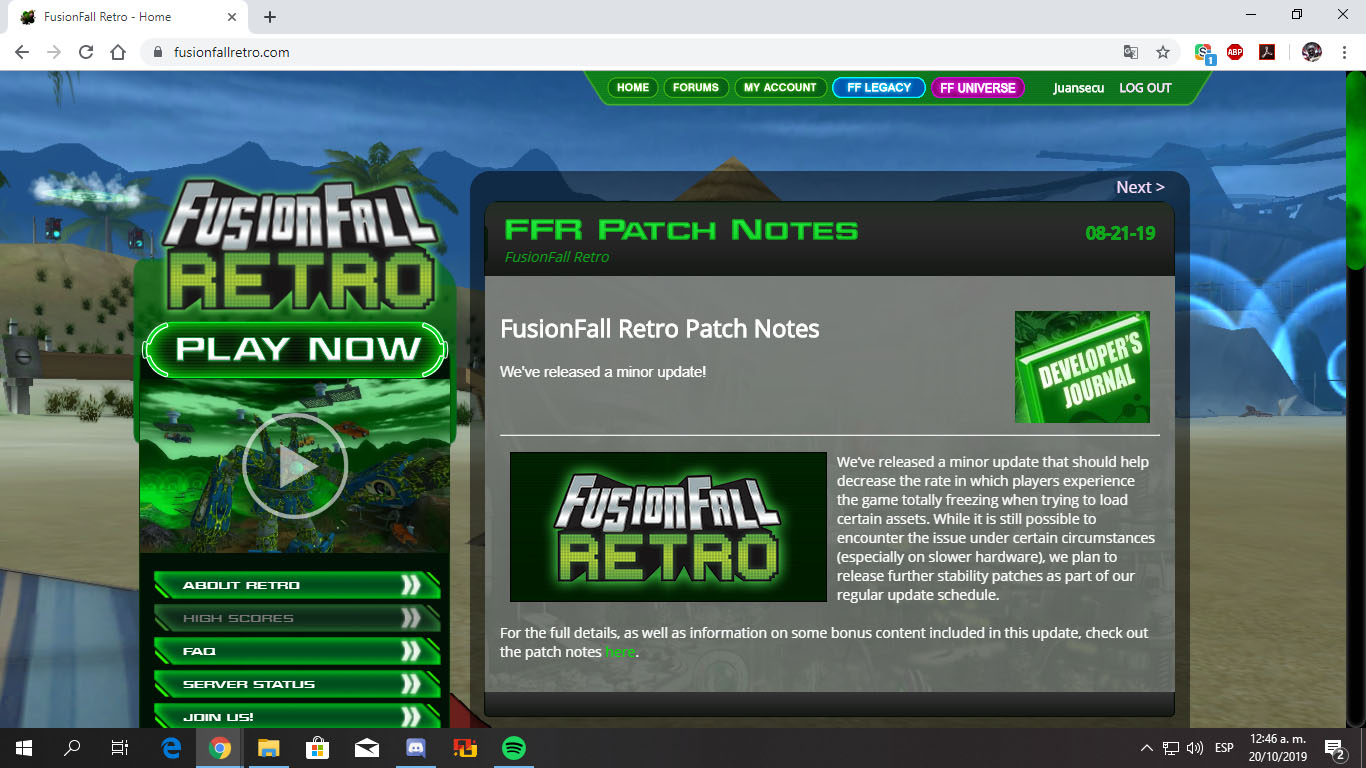 FusionFall Retro - Home
fusionfallretro.com
ABP
1
HOME
FORUMS
MY ACCOUNT
FF LEGACY
FF UNIVERSE
Juansecu
LOG OUT
FUSIONFALL
RETRO
PLAY NOW
ABOUT RETRO
HIGH SCORES
FAQ
SERVER STATUS
JOIN US!
Next >
FFR Patch Notes
08-21-19
FusionFall Retro
FusionFall Retro Patch Notes
We've released a minor update!
DEVELOPER'S
JOURNAL
FUSIONFALL
RETRO
We've released a minor update that should help
decrease the rate in which players experience
the game totally freezing when trying to load
certain assets. While it is still possible to
encounter the issue under certain circumstances
(especially on slower hardware), we plan to
release further stability patches as part of our
regular update schedule.
For the full details, as well as information on some bonus content included in this update, check out
the patch notes here.
ESP
12:46 a. m.
20/10/2019
2